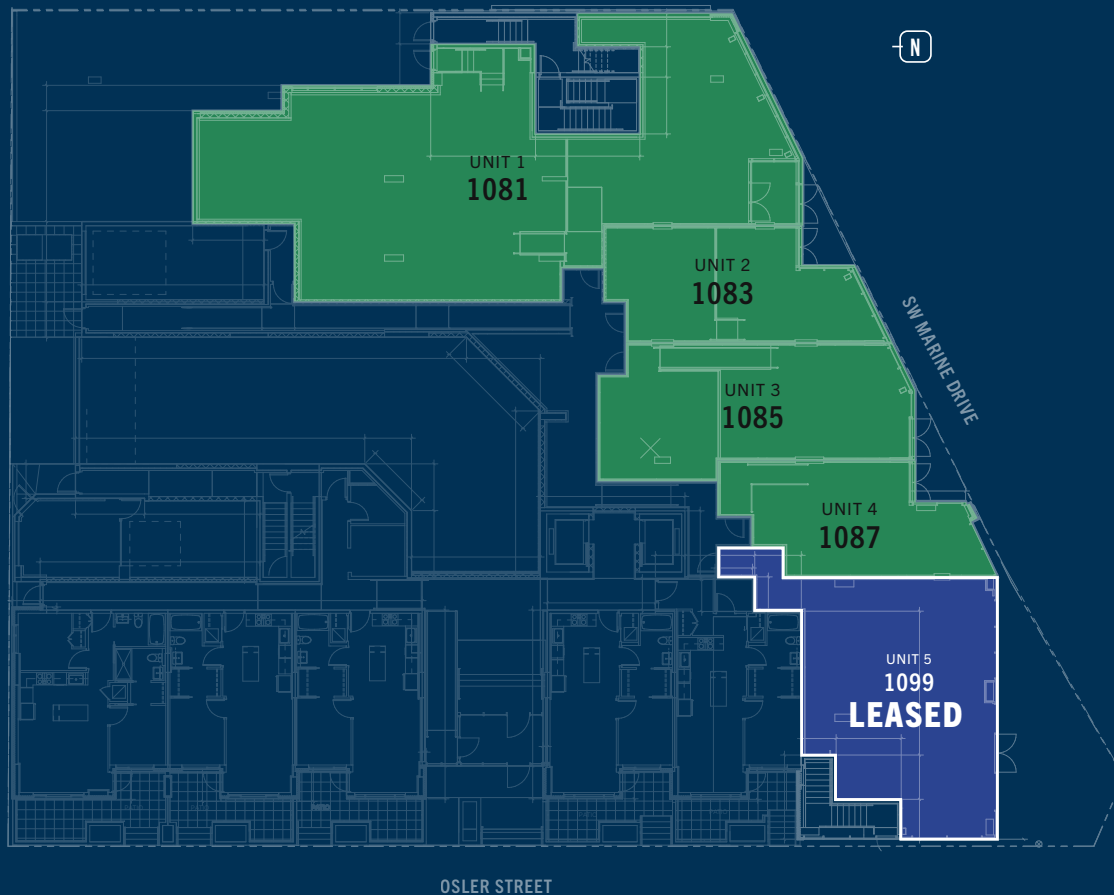 N
UNIT 1
1081
UNIT 2
1083
SW MARINE DRIVE
UNIT 3
1085
UNIT 4
1087
UNIT 5
1099
LEASED
OSLER STREET